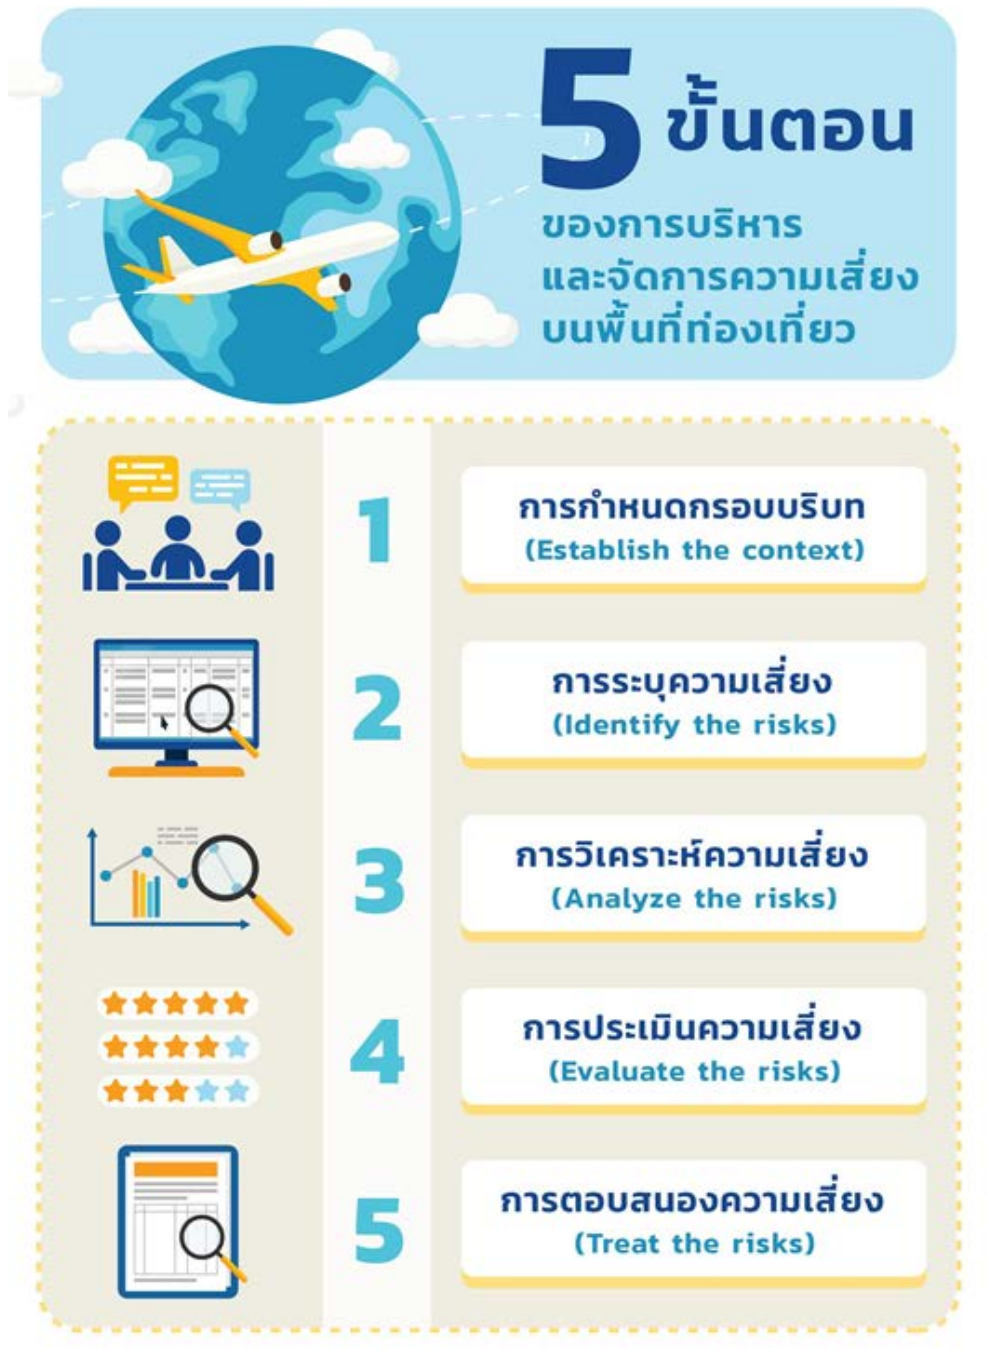 5 ขั้นตอน
ของการบริหาร
และจัดการความเสี่ยง
บนพื้นที่ท่องเที่ยว
1
การกำหนดกรอบบริบท
(Establish the context)
2
การระบุความเสี่ยง
(Identify the risks)
3
การวิเคราะห์ความเสี่ยง
(Analyze the risks)
4
การประเมินความเสี่ยง
(Evaluate the risks)
5
การตอบสนองความเสี่ยง
(Treat the risks)